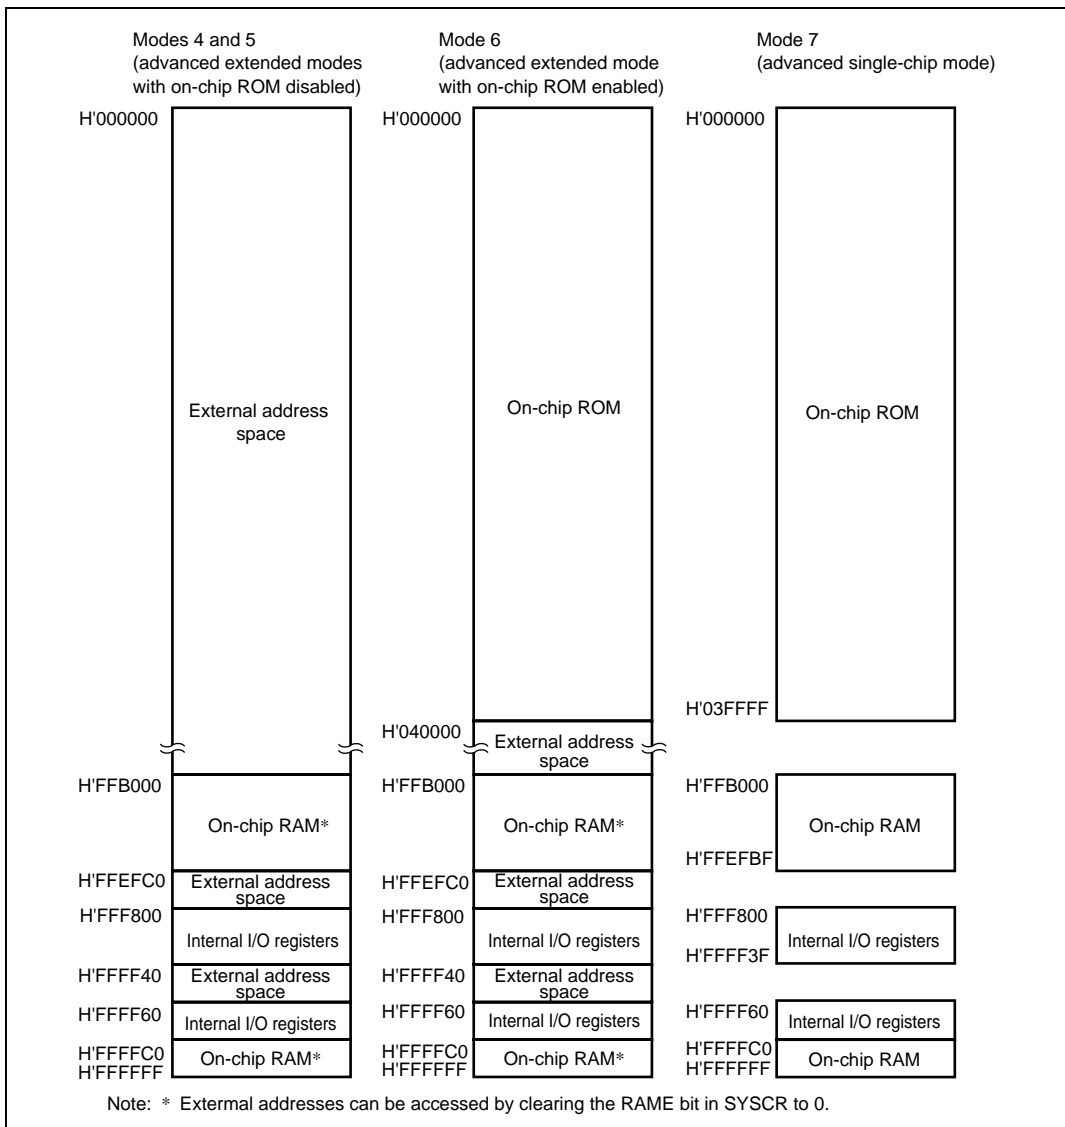 Modes 4 and 5
(advanced extended modes
with on-chip ROM disabled)
H'000000
External address
space
H'FFB000
On-chip RAM*
H'FFEFC0
External address
space
H'FFF800
Internal I/O registers
H'FFFF40
External address
space
H'FFFF60
Internal I/O registers
H'FFFFC0
On-chip RAM*
H'FFFFFF
Mode 6
(advanced extended mode
with on-chip ROM enabled)
H'000000
On-chip ROM
H'040000
External address
space
H'FFB000
On-chip RAM*
H'FFEFC0
External address
space
H'FFF800
Internal I/O registers
H'FFFF40
External address
space
H'FFFF60
Internal I/O registers
H'FFFFC0
On-chip RAM*
H'FFFFFF
Mode 7
(advanced single-chip mode)
H'000000
On-chip ROM
H'03FFFF
H'FFB000
On-chip RAM
H'FFEFBF
H'FFF800
Internal I/O registers
H'FFFF3F
H'FFFF60
Internal I/O registers
H'FFFFC0
On-chip RAM
H'FFFFFF
Note: * Extermal addresses can be accessed by clearing the RAME bit in SYSCR to 0.